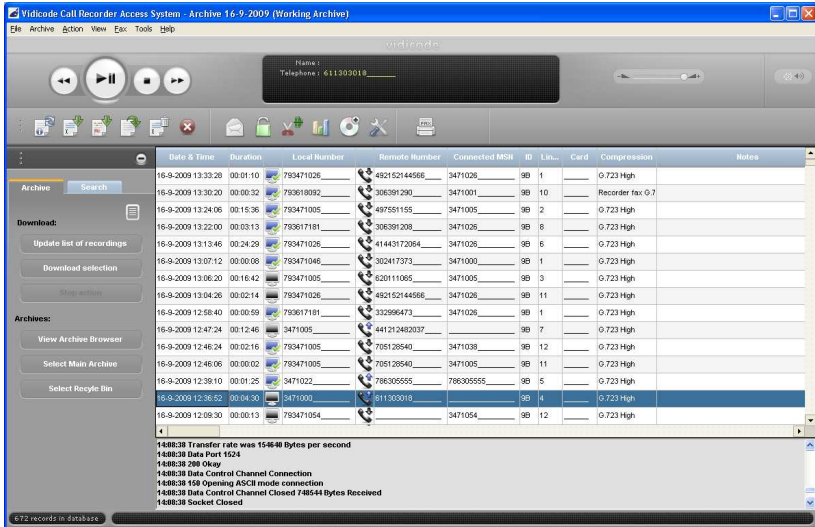 Vidicode Call Recorder Access System - Archive 16-9-2009 (Working Archive)
File Archive Action View Fax Tools Help
vidicode
Name :
Telephone : 611303018______
Date & Time Duration Local Number Remote Number Connected MSN ID Lin... Card Compression Notes
Archive Search
Download:
Update list of recordings
Download selection
Stop action
Archives:
View Archive Browser
Select Main Archive
Select Recyle Bin
16-9-2009 13:33:28 00:01:10 793471026 492152144566 3471026 9B 1 G.723 High
16-9-2009 13:30:20 00:00:32 793618092 306391290 3471001 9B 10 Recorder fax G.7
16-9-2009 13:24:06 00:15:36 793471005 497551155 3471005 9B 2 G.723 High
16-9-2009 13:22:00 00:03:13 793617181 306391208 3471026 9B 8 G.723 High
16-9-2009 13:13:46 00:24:29 793471026 41443172064 3471026 9B 6 G.723 High
16-9-2009 13:07:12 00:00:08 793471046 302417373 3471000 9B 1 G.723 High
16-9-2009 13:06:20 00:16:42 793471005 620111065 3471005 9B 3 G.723 High
16-9-2009 13:04:26 00:02:14 793471026 492152144566 3471026 9B 11 G.723 High
16-9-2009 12:58:40 00:00:59 793617181 332996473 3471026 9B 1 G.723 High
16-9-2009 12:47:24 00:12:46 3471005 441212482037 9B 7 G.723 High
16-9-2009 12:46:24 00:02:16 793471005 705128540 3471038 9B 12 G.723 High
16-9-2009 12:46:06 00:00:02 793471005 705128540 3471005 9B 11 G.723 High
16-9-2009 12:39:10 00:01:25 3471022 786305555 786305555 9B 5 G.723 High
16-9-2009 12:36:52 00:04:30 3471000 611303018 9B 4 G.723 High
16-9-2009 12:09:30 00:00:13 793471054 3471054 9B 12 G.723 High
14:08:38 Transfer rate was 154640 Bytes per second
14:08:38 Data Port 1524
14:08:38 200 Okay
14:08:38 Data Control Channel Connection
14:08:38 150 Opening ASCII mode connection
14:08:38 Data Control Channel Closed 748544 Bytes Received
14:08:38 Socket Closed
672 records in database